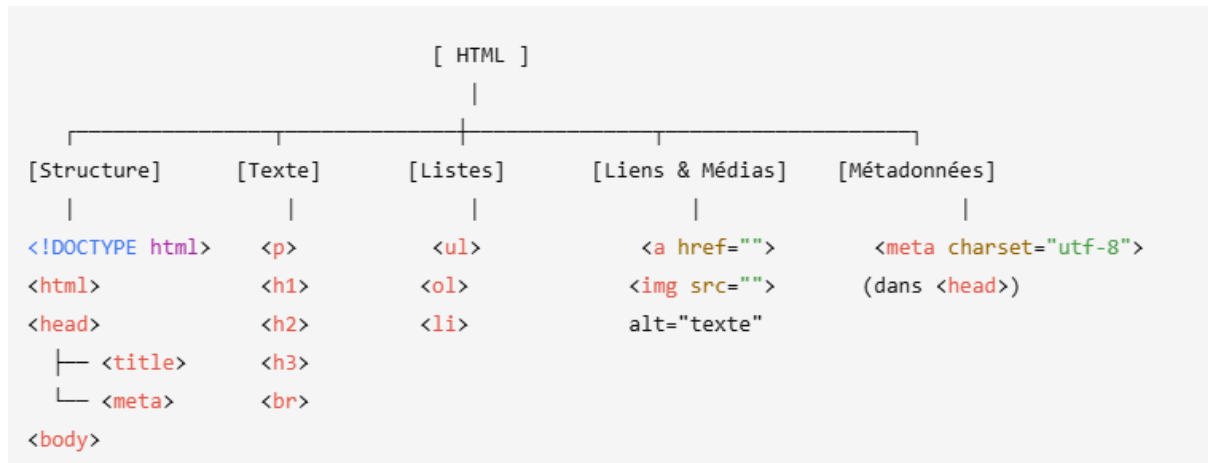 [ HTML ]
[Structure] [Texte] [Listes] [Liens & Médias] [Métadonnées]
<!DOCTYPE html> <p> <ul> <a href=""> <meta charset="utf-8">
<html> <h1> <ol> <img src=""> (dans <head>)
<head> <h2> <li> alt="texte"
├── <title> <h3>
└── <meta> <br>
<body>